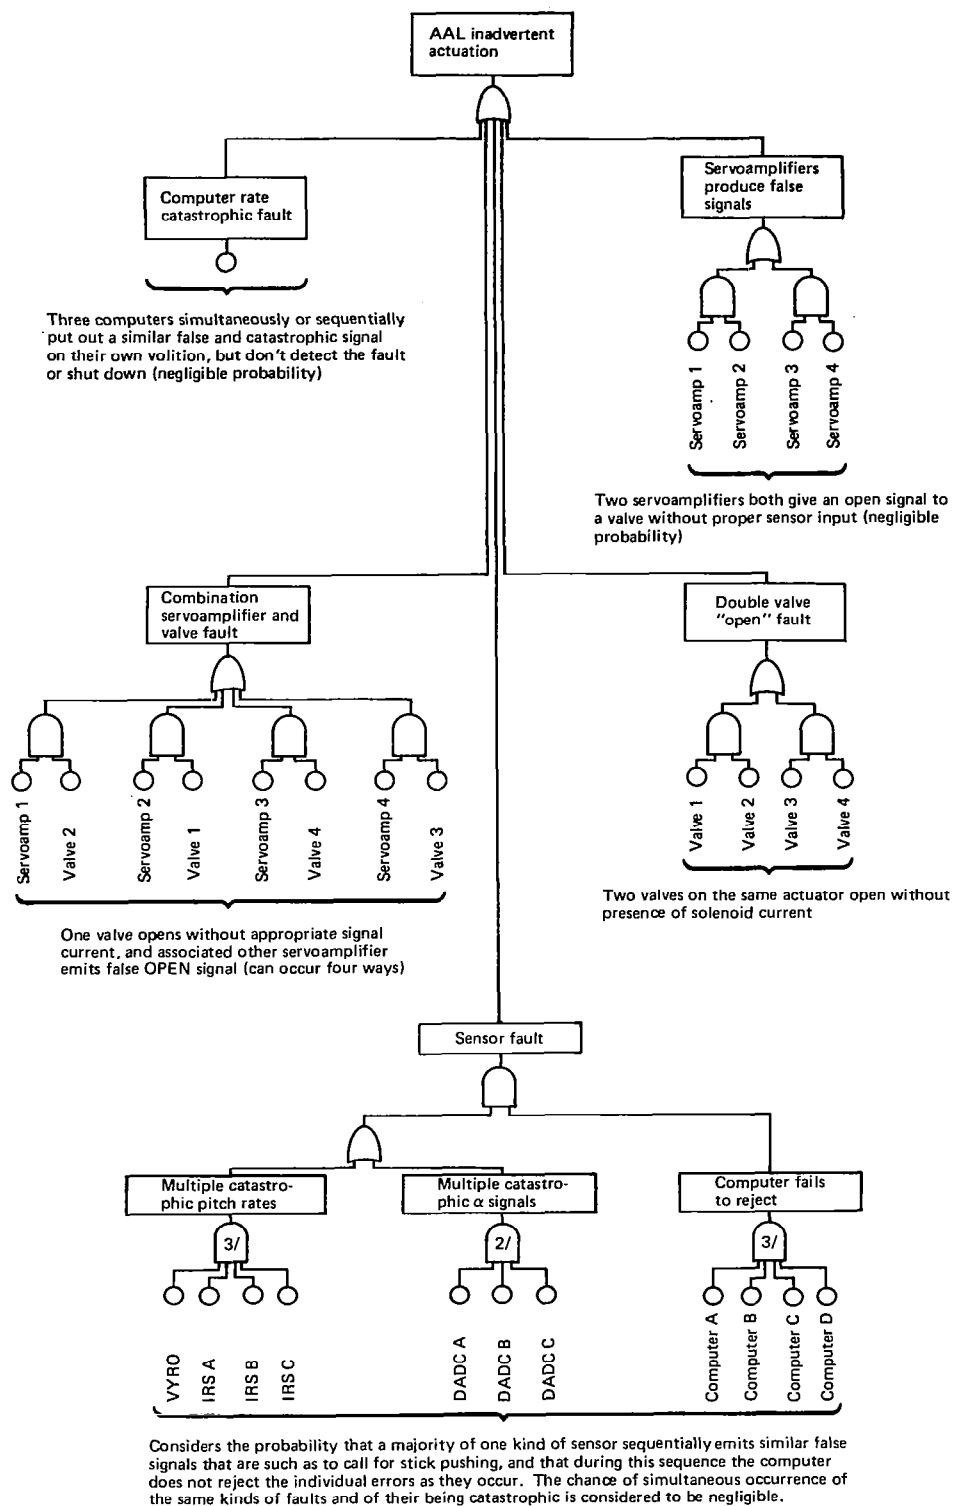 AAL inadvertent
actuation
Computer rate
catastrophic fault
Servoamplifiers
produce false
signals
Three computers simultaneously or sequentially
put out a similar false and catastrophic signal
on their own volition, but don't detect the fault
or shut down (negligible probability)
Servoamp 1
Servoamp 2
Servoamp 3
Servoamp 4
Two servoamplifiers both give an open signal to
a valve without proper sensor input (negligible
probability)
Combination
servoamplifier and
valve fault
Double valve
"open" fault
Servoamp 1
Valve 2
Servoamp 2
Valve 1
Servoamp 3
Valve 4
Servoamp 4
Valve 3
Valve 1
Valve 2
Valve 3
Valve 4
One valve opens without appropriate signal
current, and associated other servoamplifier
emits false OPEN signal (can occur four ways)
Two valves on the same actuator open without
presence of solenoid current
Sensor fault
Multiple catastro-
phic pitch rates
Multiple catastro-
phic α signals
Computer fails
to reject
3/
2/
3/
VYRO
IRS A
IRS B
IRS C
DADC A
DADC B
DADC C
Computer A
Computer B
Computer C
Computer D
Considers the probability that a majority of one kind of sensor sequentially emits similar false
signals that are such as to call for stick pushing, and that during this sequence the computer
does not reject the individual errors as they occur. The chance of simultaneous occurrence of
the same kinds of faults and of their being catastrophic is considered to be negligible.